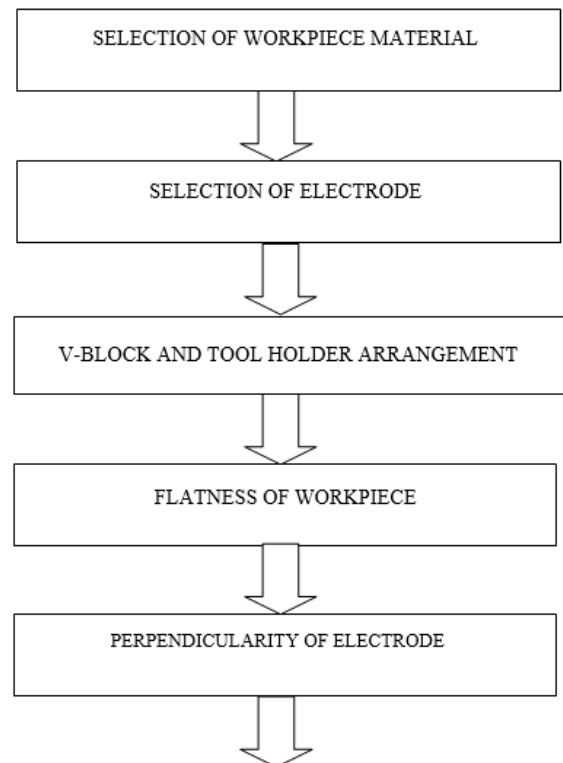 SELECTION OF WORKPIECE MATERIAL
SELECTION OF ELECTRODE
V-BLOCK AND TOOL HOLDER ARRANGEMENT
FLATNESS OF WORKPIECE
PERPENDICULARITY OF ELECTRODE